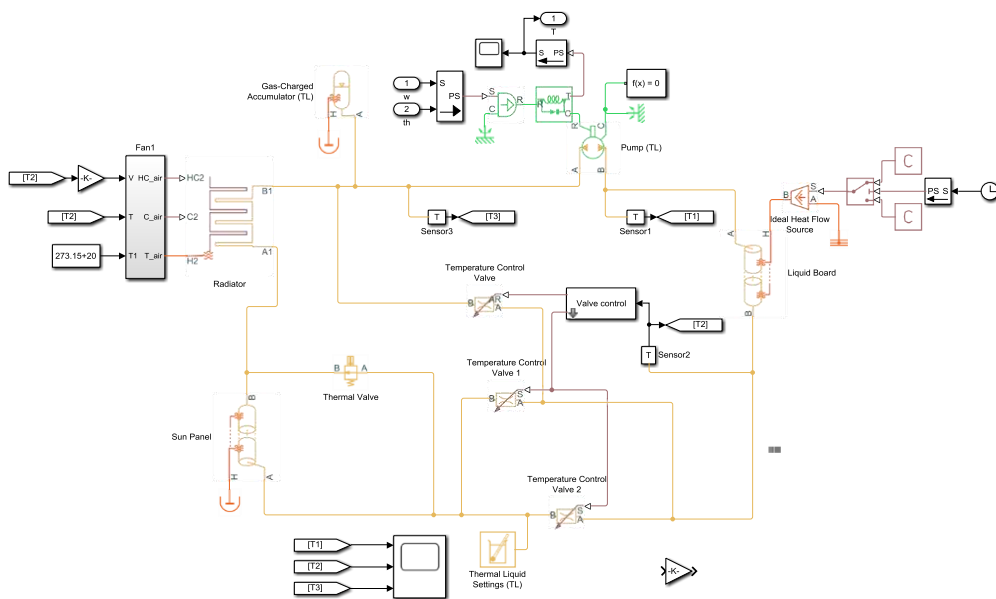 1
T
Gas-Charged
Accumulator (TL)
H
A
1
w
2
th
S
PS
S
PS
S
C
R
R
T
C
R
C
f(x) = 0
Pump (TL)
A
B
Fan1
[T2]
-K-
V
HC_air
HC2
[T2]
T
C_air
C2
273.15+20
T1
T_air
H2
B1
A1
Radiator
T
Sensor3
[T3]
T
Sensor1
[T1]
B
S
A
Ideal Heat Flow
Source
C
C
PS S
A
H
B
Liquid Board
Temperature Control
Valve
B
AR
A
Valve control
[T2]
T
Sensor2
Temperature Control
Valve 1
B
S
A
B
A
Thermal Valve
Sun Panel
B
H
A
Temperature Control
Valve 2
B
S
A
[T1]
[T2]
[T3]
Thermal Liquid
Settings (TL)
-K-